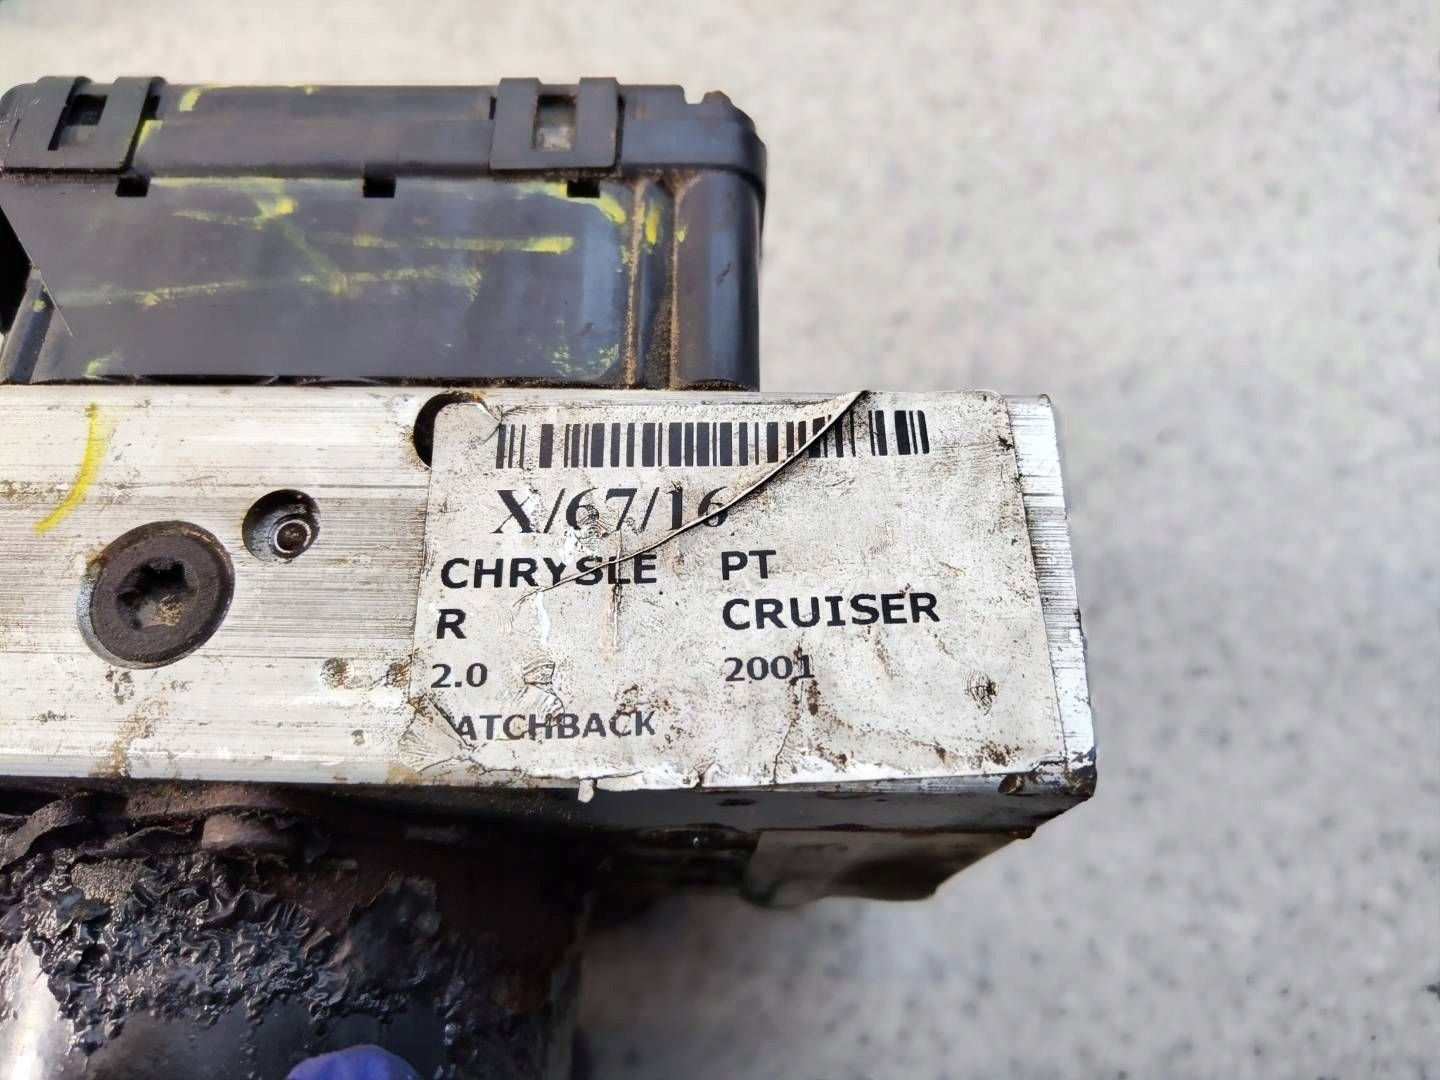 X/67/16
CHRYSLE PT
R CRUISER
2.0 2001
ATCHBACK